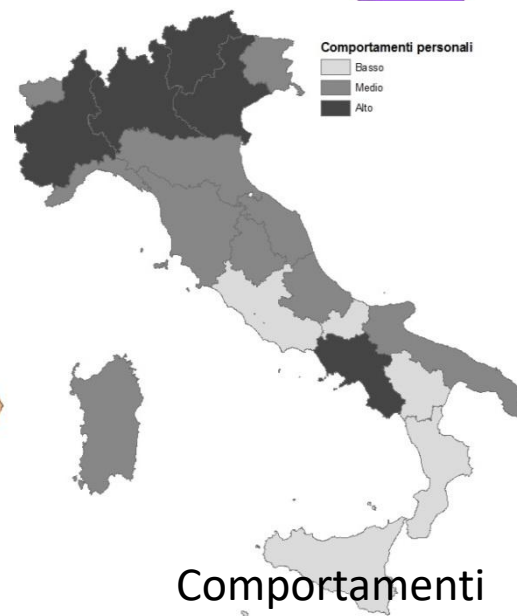 Comportamenti personali
Basso
Medio
Alto
Comportamenti